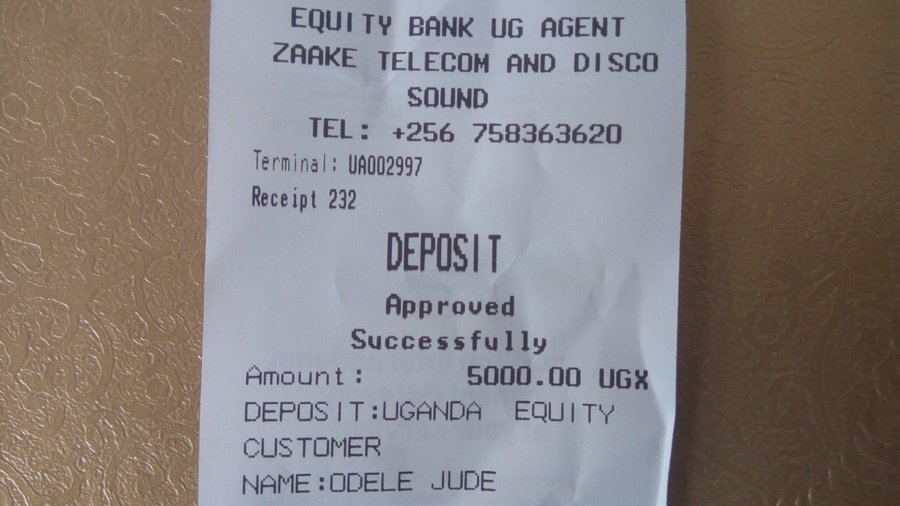 EQUITY BANK UG AGENT
ZAAKE TELECOM AND DISCO
SOUND
TEL: +256 758363620
Terminal: UA002997
Receipt 232
DEPOSIT
Approved
Successfully
Amount: 5000.00 UGX
DEPOSIT:UGANDA EQUITY
CUSTOMER
NAME:ODELE JUDE